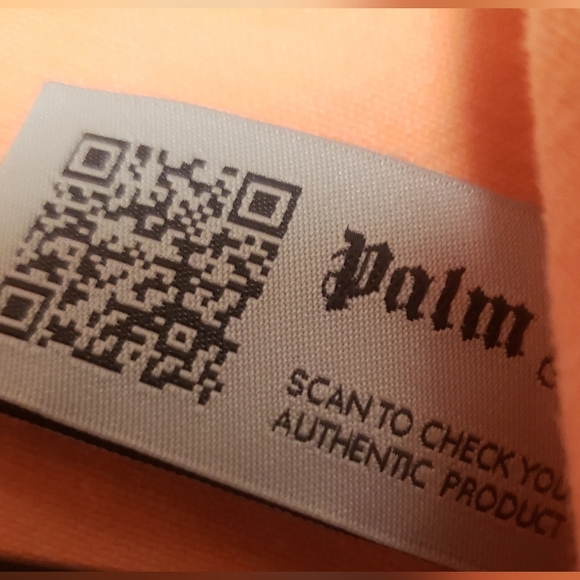 Palm
SCAN TO CHECK YOU
AUTHENTIC PRODUCT